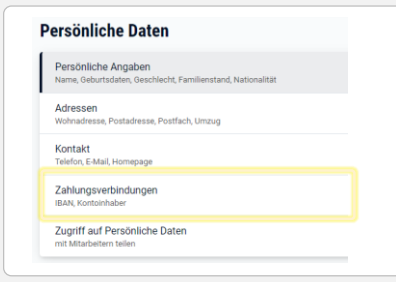 Persönliche Daten
Persönliche Angaben
Name, Geburtsdaten, Geschlecht, Familienstand, Nationalität
Adressen
Wohnadresse, Postadresse, Postfach, Umzug
Kontakt
Telefon, E-Mail, Homepage
Zahlungsverbindungen
IBAN, Kontoinhaber
Zugriff auf Persönliche Daten
mit Mitarbeitern teilen